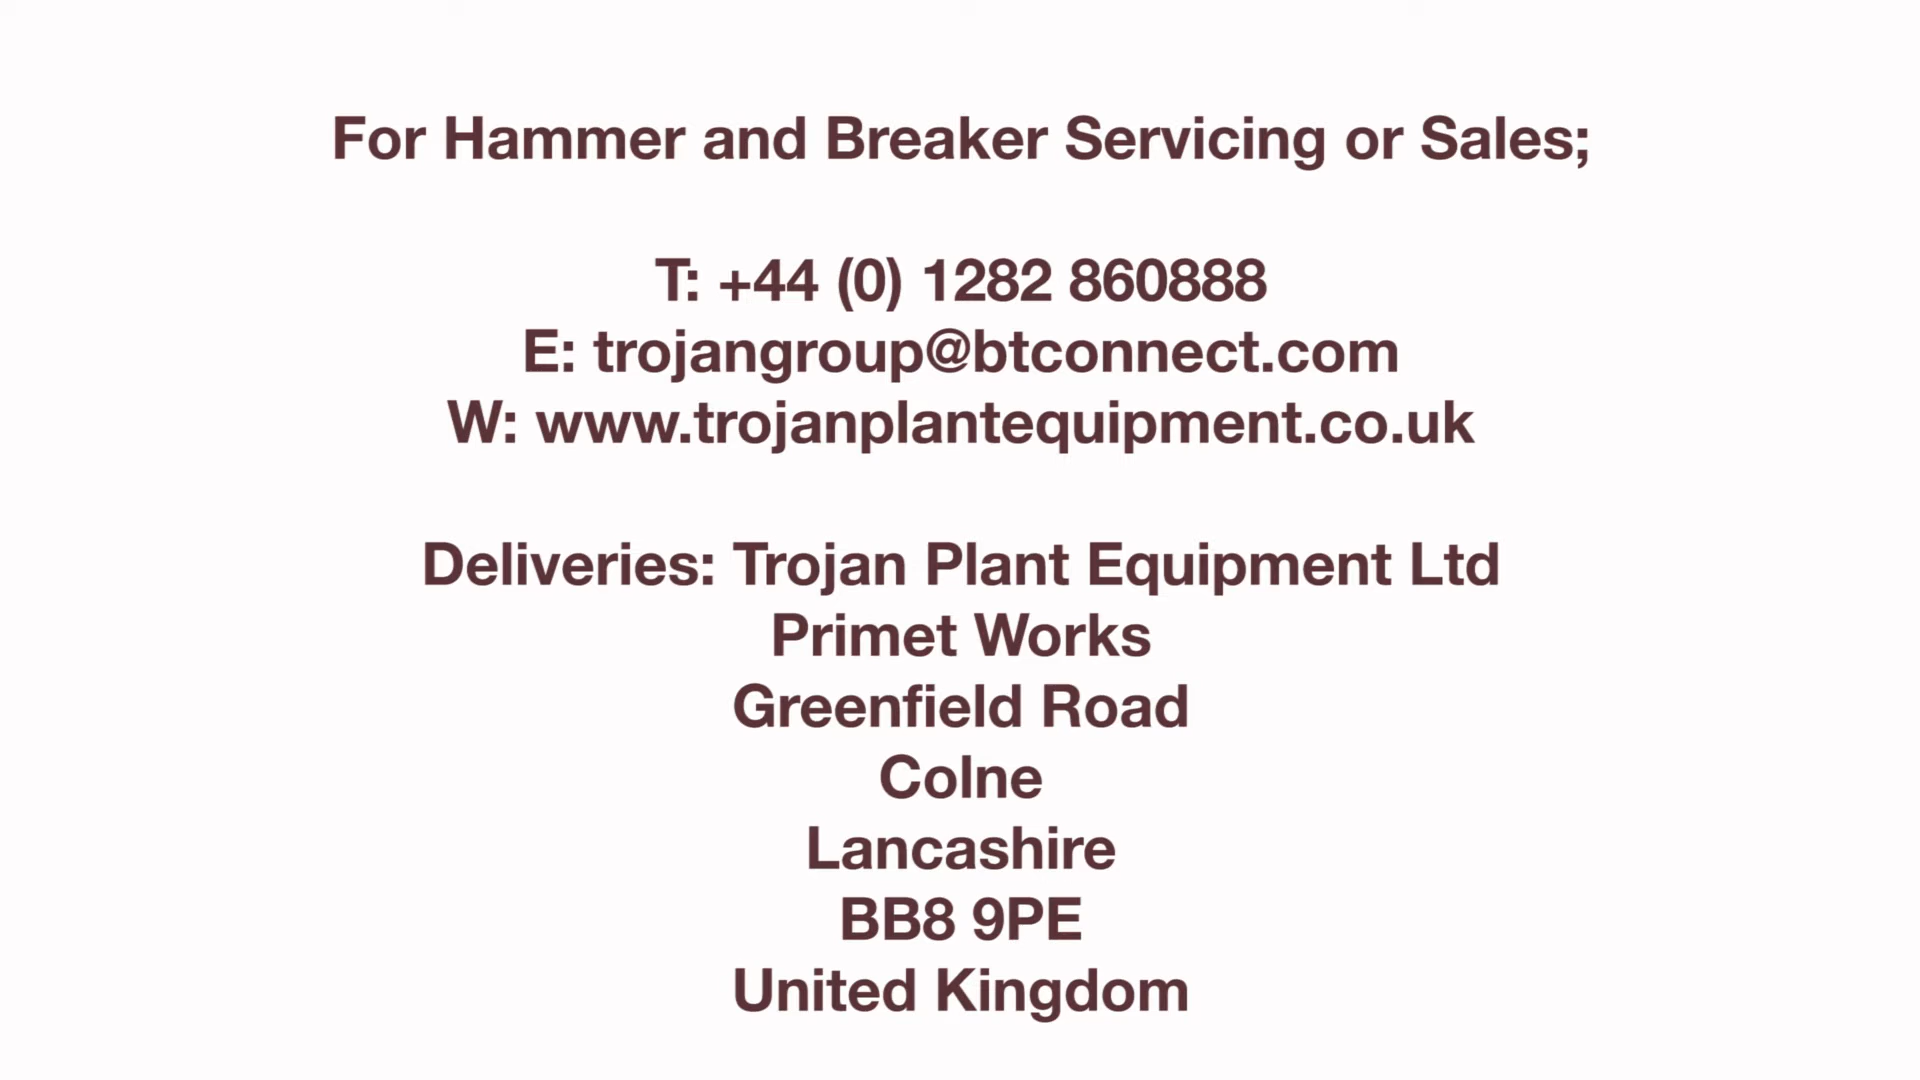 For Hammer and Breaker Servicing or Sales;
T: +44 (0) 1282 860888
E: trojangroup@btconnect.com
W: www.trojanplantequipment.co.uk
Deliveries: Trojan Plant Equipment Ltd
Primet Works
Greenfield Road
Colne
Lancashire
BB8 9PE
United Kingdom